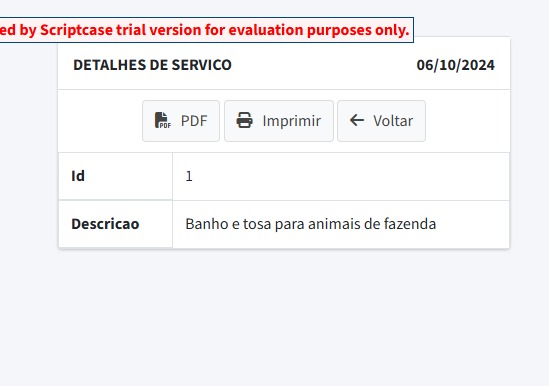 ed by Scriptcase trial version for evaluation purposes only.
DETALHES DE SERVICO 06/10/2024
PDF Imprimir Voltar
Id 1
Descricao Banho e tosa para animais de fazenda